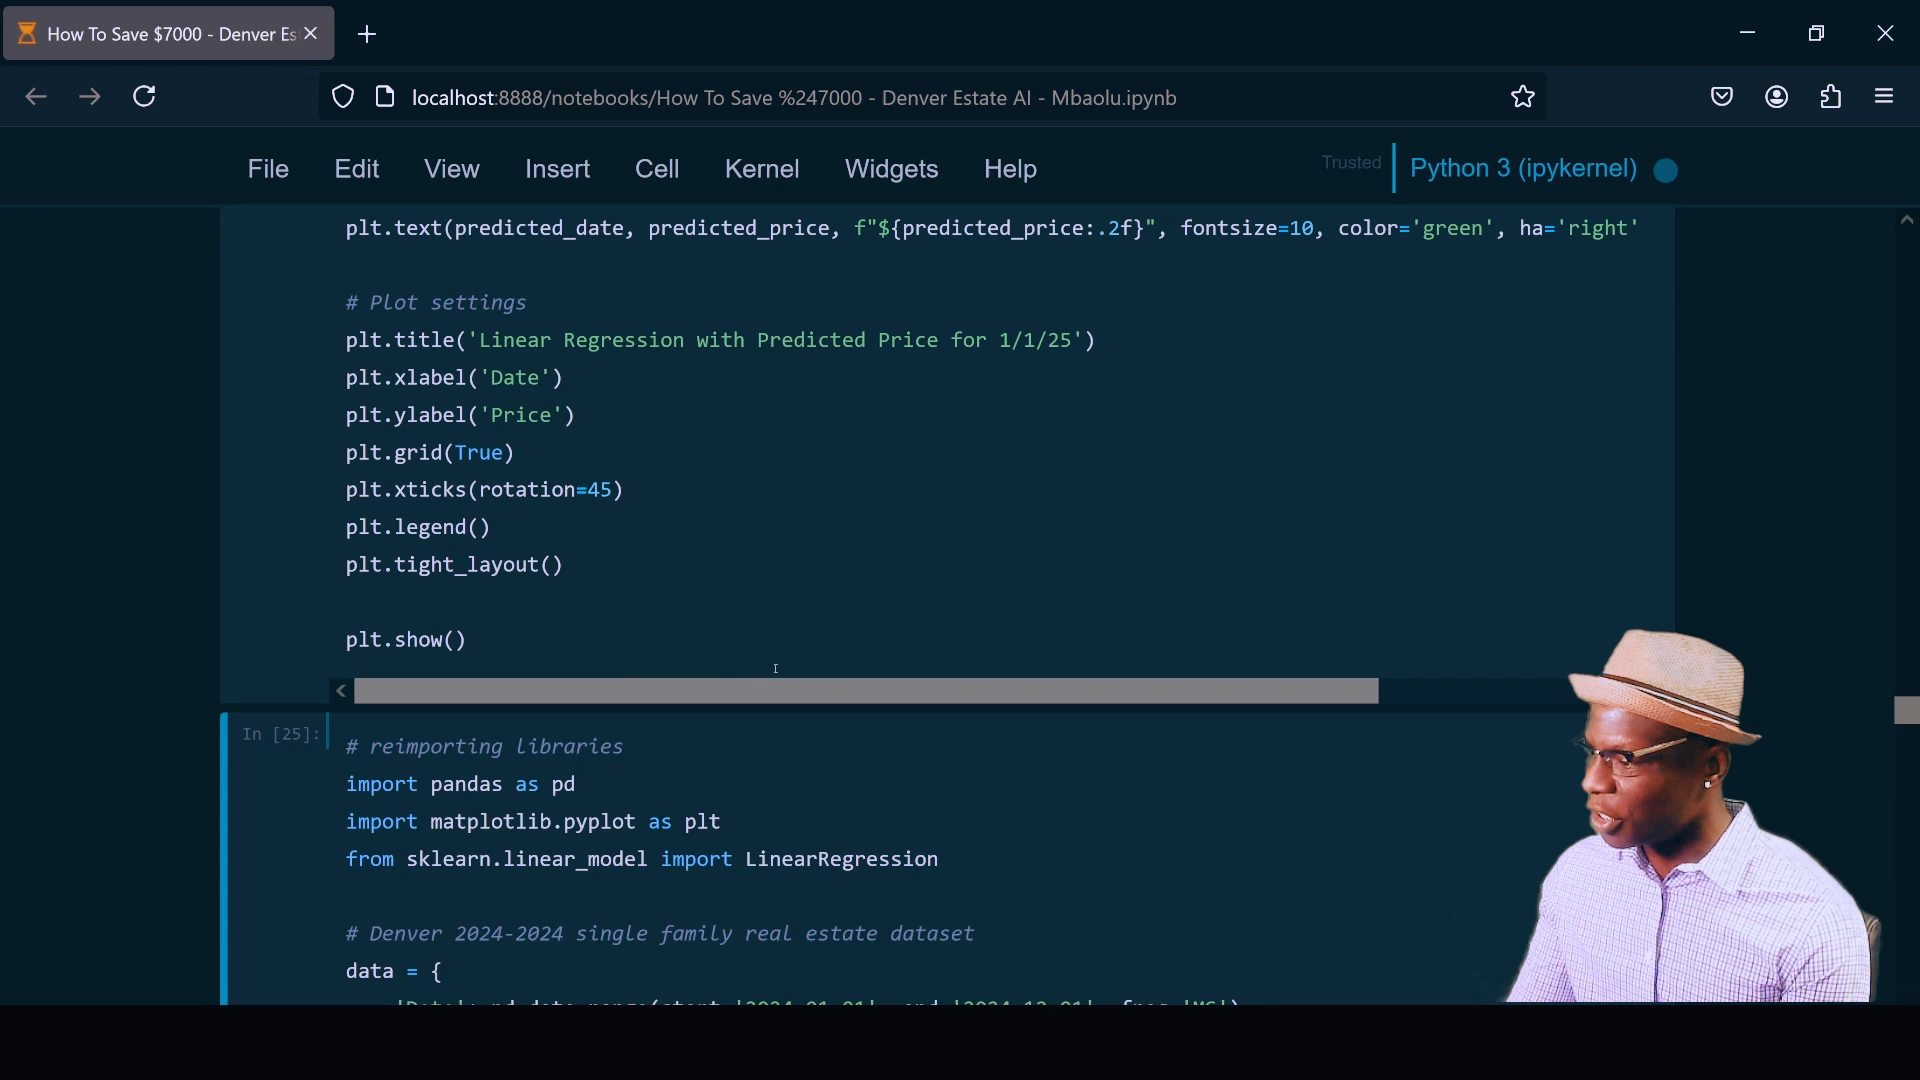 How To Save $7000 - Denver Es
localhost:8888/notebooks/How To Save %247000 - Denver Estate AI - Mbaolu.ipynb
File Edit View Insert Cell Kernel Widgets Help Trusted Python 3 (ipykernel)
plt.text(predicted_date, predicted_price, f"${predicted_price:.2f}", fontsize=10, color='green', ha='right'
# Plot settings
plt.title('Linear Regression with Predicted Price for 1/1/25')
plt.xlabel('Date')
plt.ylabel('Price')
plt.grid(True)
plt.xticks(rotation=45)
plt.legend()
plt.tight_layout()
plt.show()
In [25]:
# reimporting libraries
import pandas as pd
import matplotlib.pyplot as plt
from sklearn.linear_model import LinearRegression
# Denver 2024-2024 single family real estate dataset
data = {